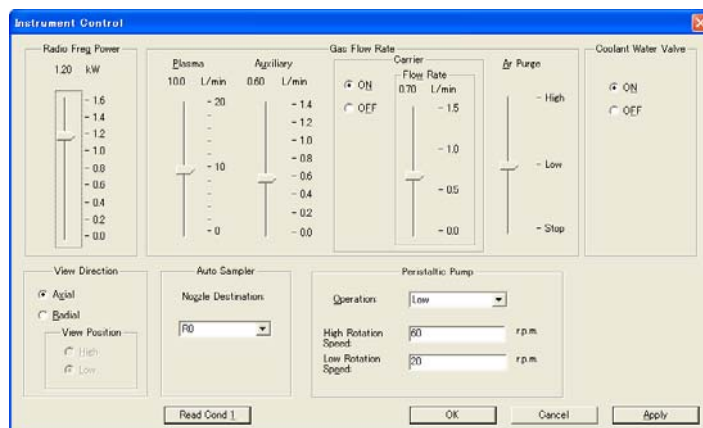 Instrument Control
Radio Freq Power
1.20 kW
- 1.6
- 1.4
- 1.2
- 1.0
- 0.8
- 0.6
- 0.4
- 0.2
- 0.0
Gas Flow Rate
Plasma
10.0 L/min
- 20
- 10
- 0
Auxiliary
0.60 L/min
- 1.4
- 1.2
- 1.0
- 0.8
- 0.6
- 0.4
- 0.2
- 0.0
Carrier
ON
OFF
Flow Rate
0.70 L/min
- 1.5
- 1.0
- 0.5
- 0.0
Ar Purge
- High
- Low
- Stop
Coolant Water Valve
ON
OFF
View Direction
Axial
Radial
View Position
High
Low
Auto Sampler
Nozzle Destination:
R0
Peristaltic Pump
Operation: Low
High Rotation Speed: 60 r.p.m.
Low Rotation Speed: 20 r.p.m.
Read Cond 1
OK
Cancel
Apply